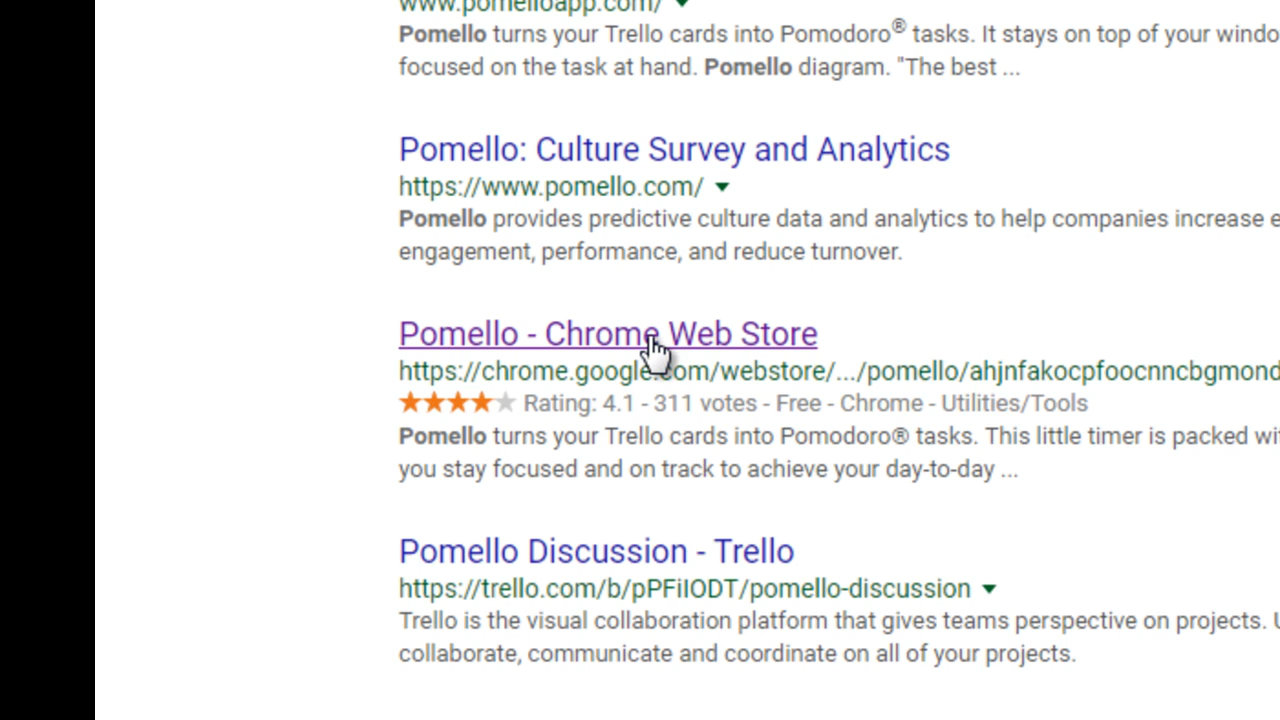 www.pomelloapp.com/
Pomello turns your Trello cards into Pomodoro® tasks. It stays on top of your windo
focused on the task at hand. Pomello diagram. "The best ...
Pomello: Culture Survey and Analytics
https://www.pomello.com/
Pomello provides predictive culture data and analytics to help companies increase e
engagement, performance, and reduce turnover.
Pomello - Chrome Web Store
https://chrome.google.com/webstore/.../pomello/ahjnfakocpfoocnncbgmond
Rating: 4.1 - 311 votes - Free - Chrome - Utilities/Tools
Pomello turns your Trello cards into Pomodoro® tasks. This little timer is packed wi
you stay focused and on track to achieve your day-to-day ...
Pomello Discussion - Trello
https://trello.com/b/pPFiIODT/pomello-discussion
Trello is the visual collaboration platform that gives teams perspective on projects. U
collaborate, communicate and coordinate on all of your projects.